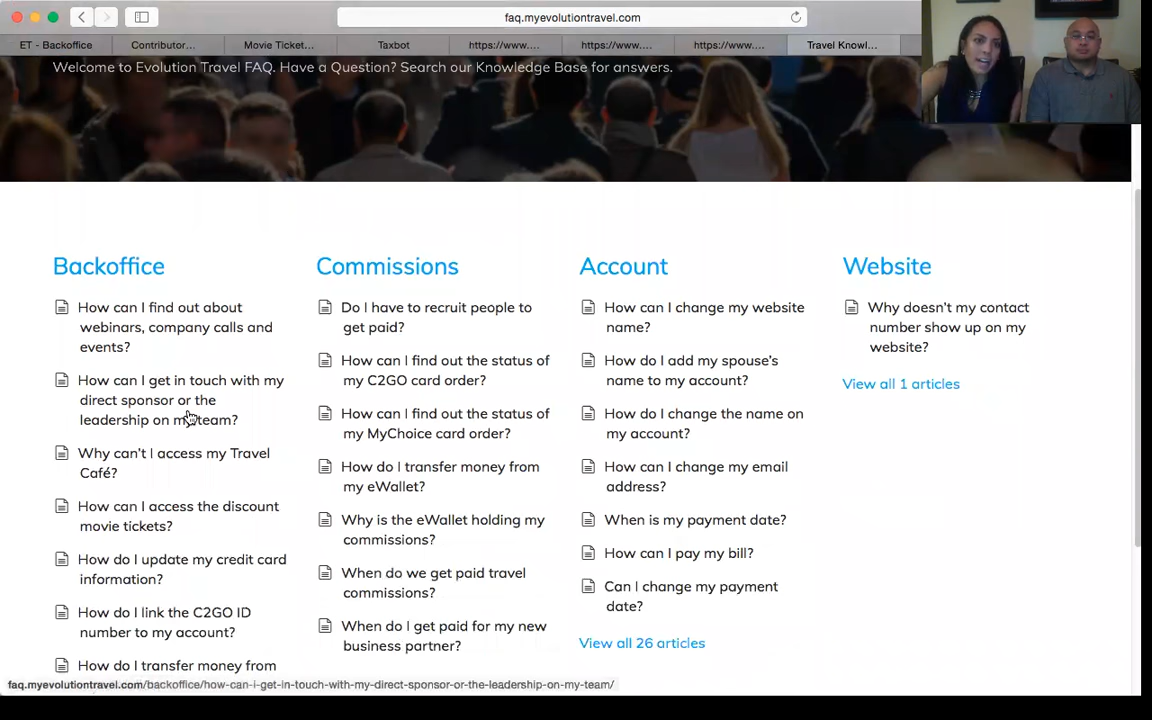 faq.myevolutiontravel.com
ET - Backoffice
Contributor...
Movie Ticket...
Taxbot
https://www....
https://www....
https://www....
Travel Knowl...
Welcome to Evolution Travel FAQ. Have a Question? Search our Knowledge Base for answers.
Backoffice
How can I find out about
webinars, company calls and
events?
How can I get in touch with my
direct sponsor or the
leadership on my team?
Why can't I access my Travel
Café?
How can I access the discount
movie tickets?
How do I update my credit card
information?
How do I link the C2GO ID
number to my account?
How do I transfer money from
Commissions
Do I have to recruit people to
get paid?
How can I find out the status of
my C2GO card order?
How can I find out the status of
my MyChoice card order?
How do I transfer money from
my eWallet?
Why is the eWallet holding my
commissions?
When do we get paid travel
commissions?
When do I get paid for my new
business partner?
Account
How can I change my website
name?
How do I add my spouse's
name to my account?
How do I change the name on
my account?
How can I change my email
address?
When is my payment date?
How can I pay my bill?
Can I change my payment
date?
View all 26 articles
Website
Why doesn't my contact
number show up on my
website?
View all 1 articles
faq.myevolutiontravel.com/backoffice/how-can-i-get-in-touch-with-my-direct-sponsor-or-the-leadership-on-my-team/